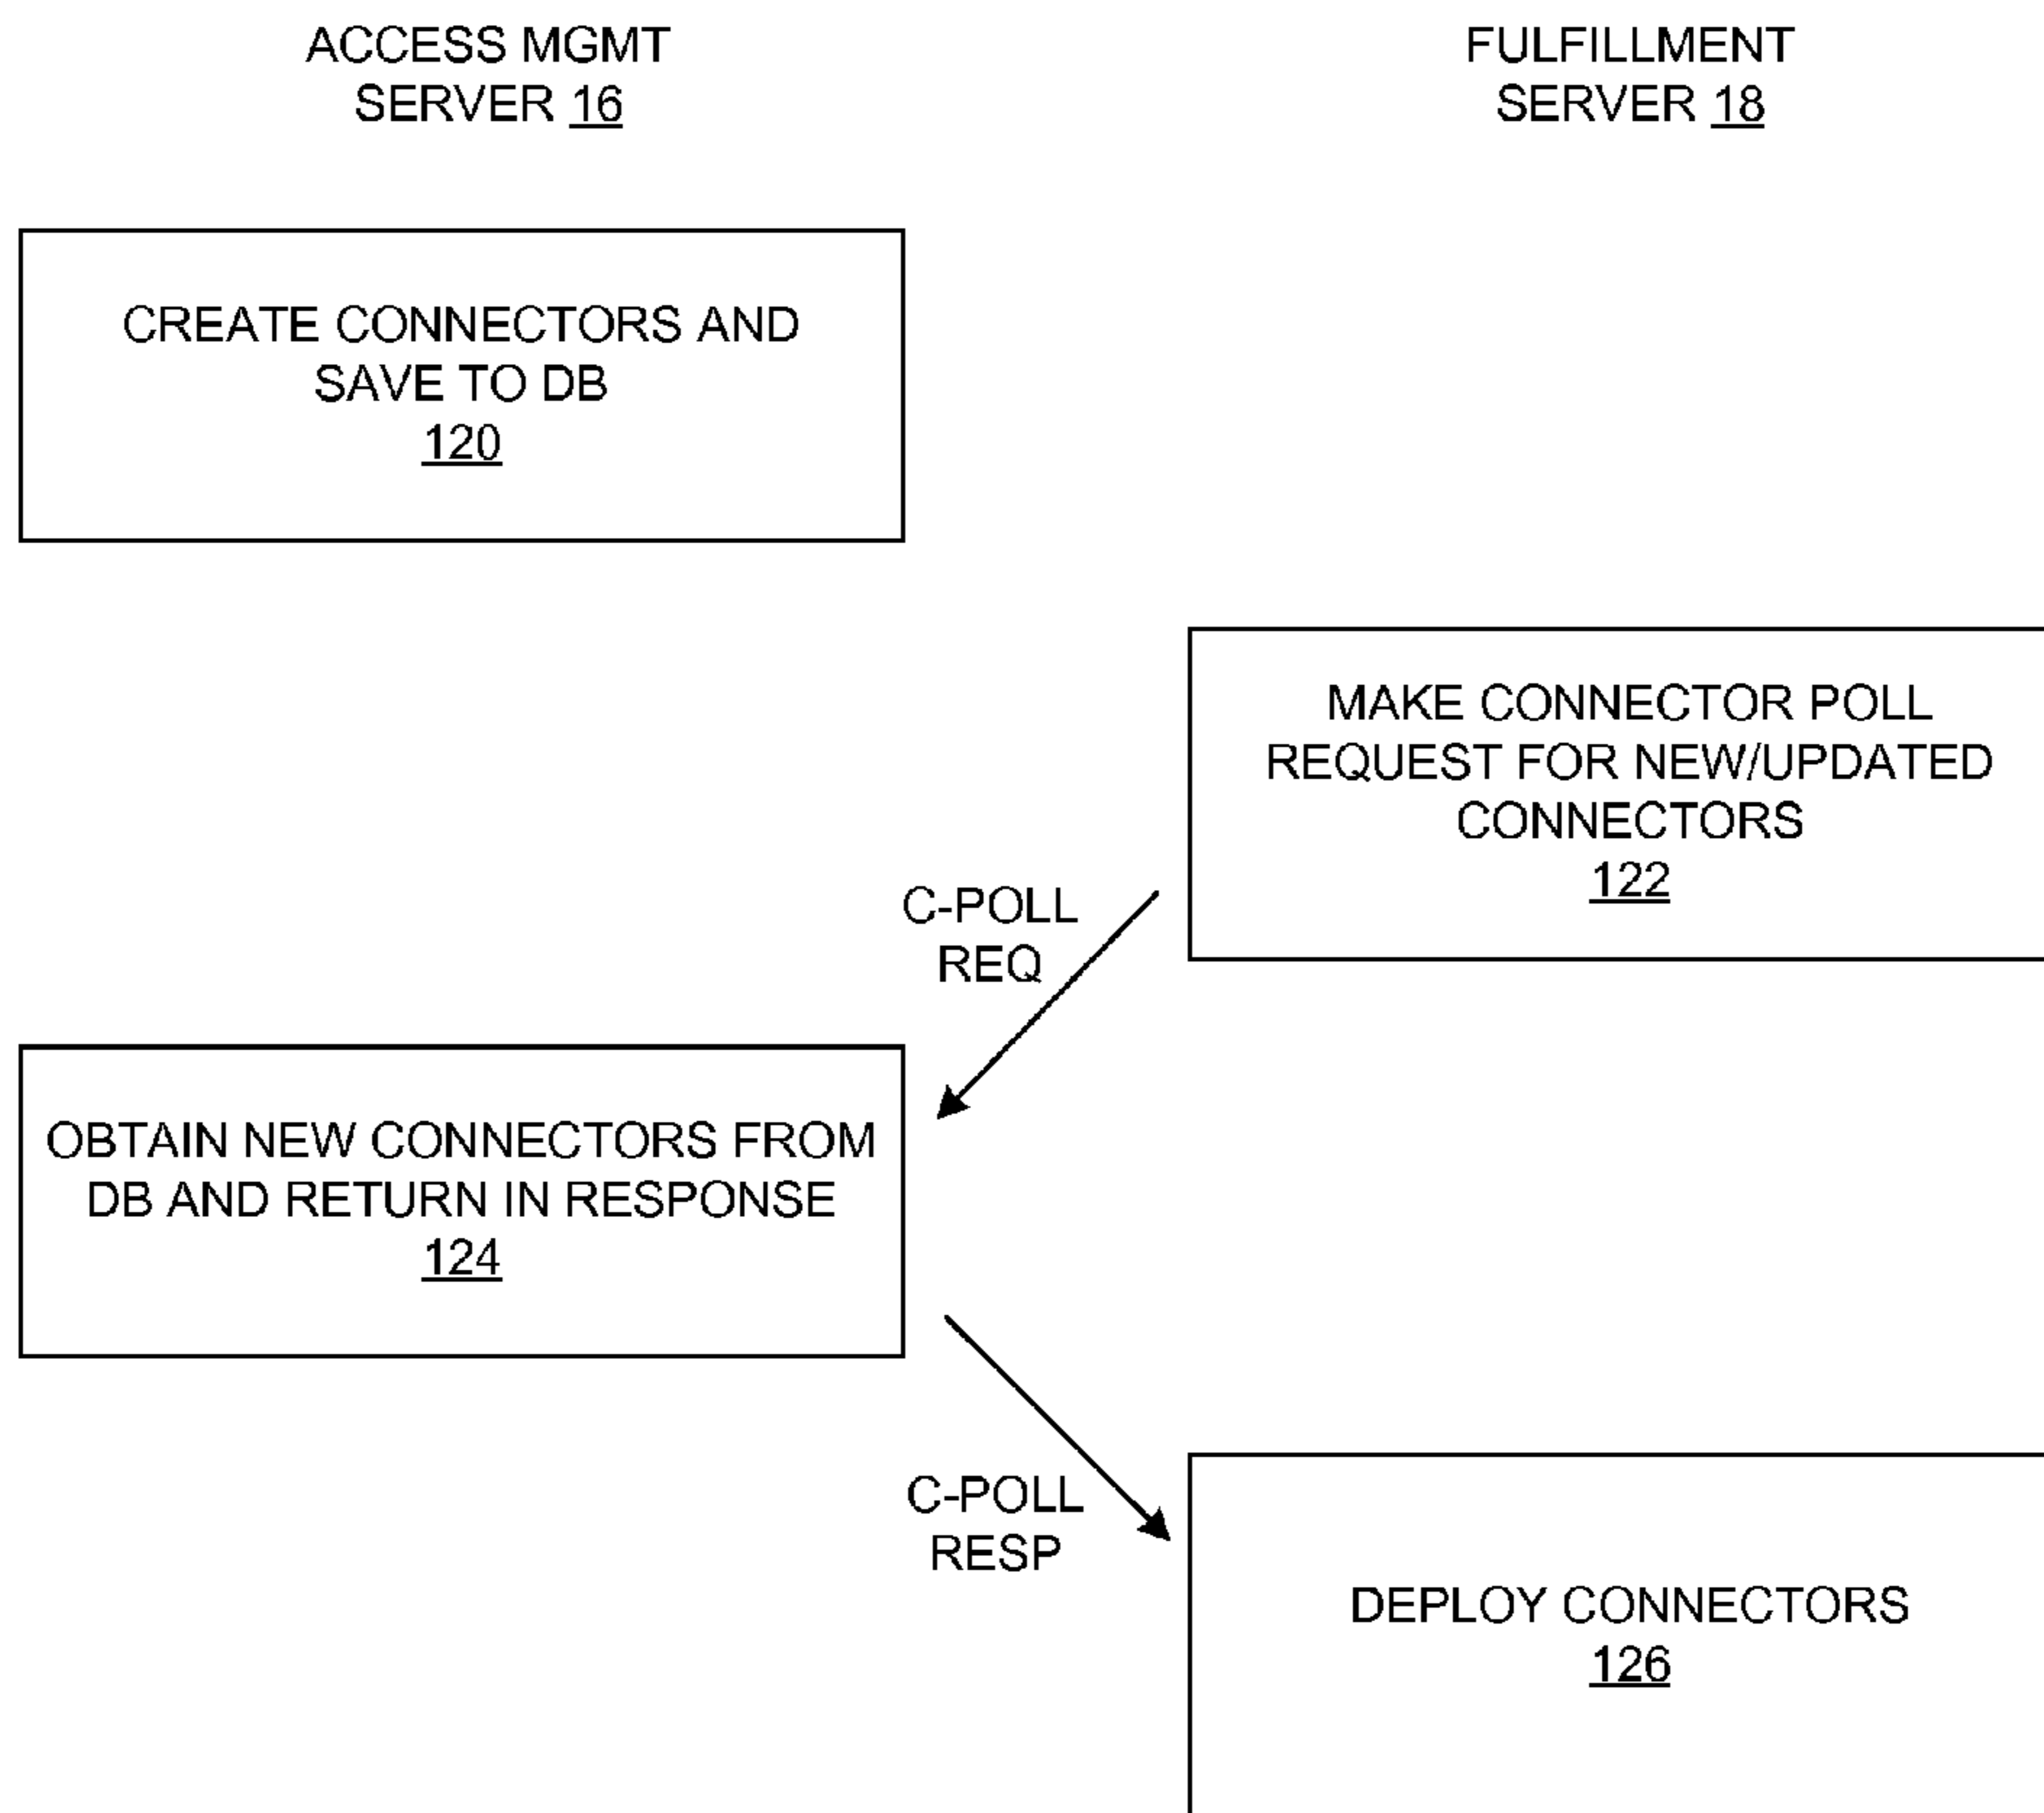 ACCESS MGMT
SERVER 16
FULFILLMENT
SERVER 18
CREATE CONNECTORS AND
SAVE TO DB
120
MAKE CONNECTOR POLL
REQUEST FOR NEW/UPDATED
CONNECTORS
122
C-POLL
REQ
OBTAIN NEW CONNECTORS FROM
DB AND RETURN IN RESPONSE
124
C-POLL
RESP
DEPLOY CONNECTORS
126